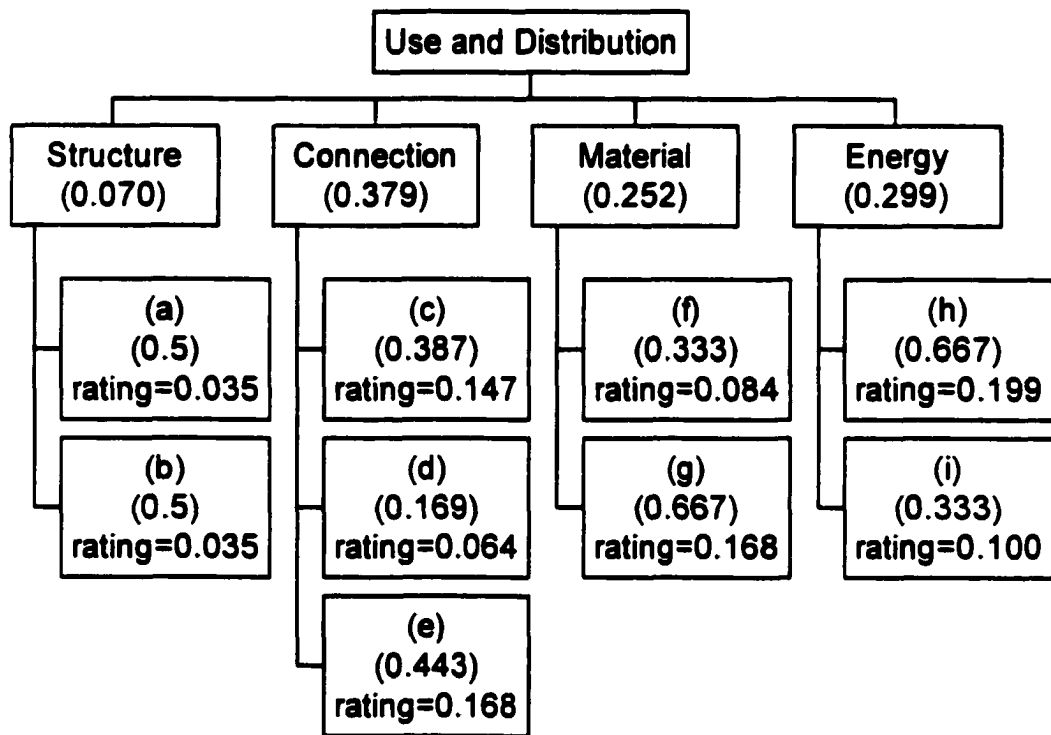 Use and Distribution
Structure
(0.070)
Connection
(0.379)
Material
(0.252)
Energy
(0.299)
(a)
(0.5)
rating=0.035
(b)
(0.5)
rating=0.035
(c)
(0.387)
rating=0.147
(d)
(0.169)
rating=0.064
(e)
(0.443)
rating=0.168
(f)
(0.333)
rating=0.084
(g)
(0.667)
rating=0.168
(h)
(0.667)
rating=0.199
(i)
(0.333)
rating=0.100